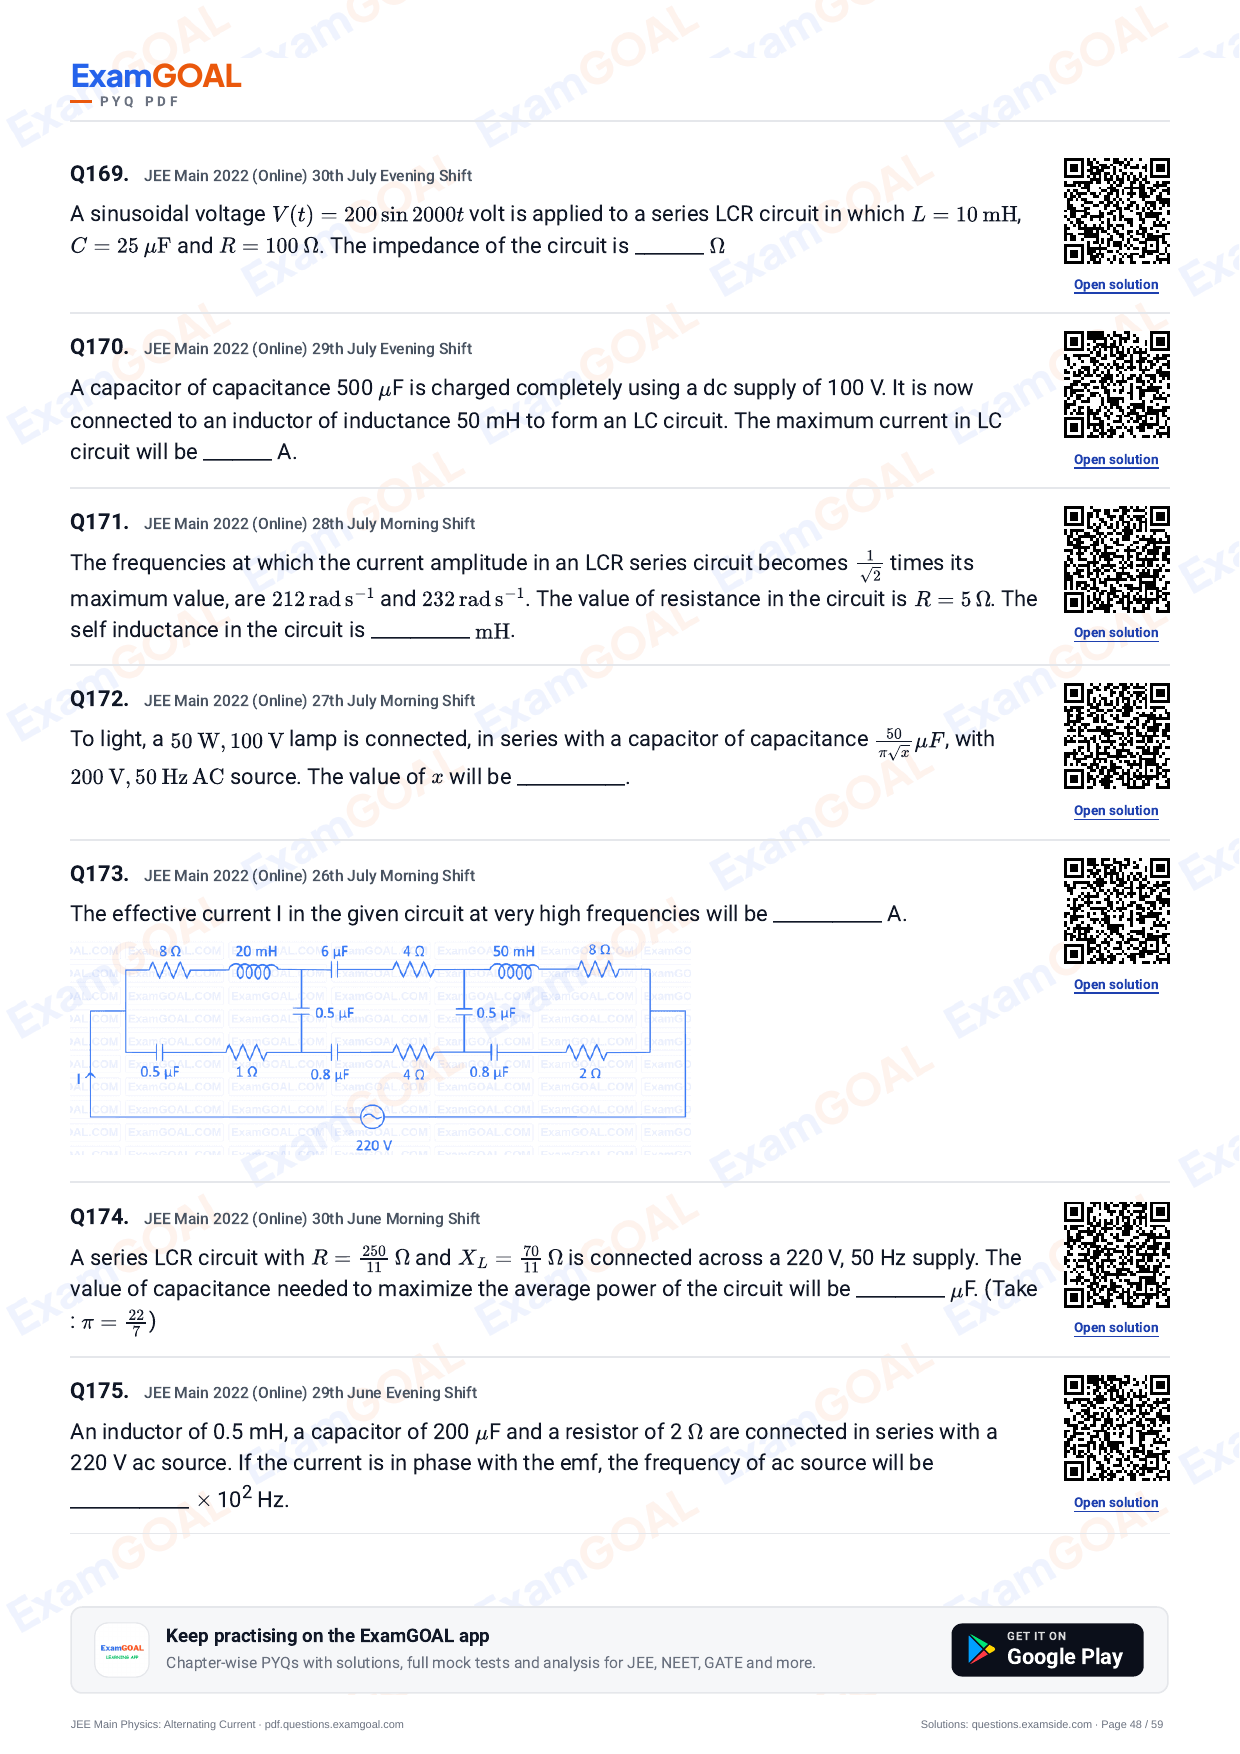 ExamGOAL
PYQ PDF
Q169. JEE Main 2022 (Online) 30th July Evening Shift
A sinusoidal voltage V(t) = 200 sin 2000t volt is applied to a series LCR circuit in which L = 10 mH,
C = 25 μF and R = 100 Ω. The impedance of the circuit is ______ Ω
Open solution
Q170. JEE Main 2022 (Online) 29th July Evening Shift
A capacitor of capacitance 500 μF is charged completely using a dc supply of 100 V. It is now
connected to an inductor of inductance 50 mH to form an LC circuit. The maximum current in LC
circuit will be ______ A.
Open solution
Q171. JEE Main 2022 (Online) 28th July Morning Shift
The frequencies at which the current amplitude in an LCR series circuit becomes 1/√2 times its
maximum value, are 212 rad s⁻¹ and 232 rad s⁻¹. The value of resistance in the circuit is R = 5 Ω. The
self inductance in the circuit is _________ mH.
Open solution
Q172. JEE Main 2022 (Online) 27th July Morning Shift
To light, a 50 W, 100 V lamp is connected, in series with a capacitor of capacitance 50/(π√x) μF, with
200 V, 50 Hz AC source. The value of x will be __________.
Open solution
Q173. JEE Main 2022 (Online) 26th July Morning Shift
The effective current I in the given circuit at very high frequencies will be __________ A.
Open solution
8 Ω 20 mH 6 μF 4 Ω 50 mH 8 Ω
0.5 μF 0.5 μF
0.5 μF 1 Ω 0.8 μF 4 Ω 0.8 μF 2 Ω
I
220 V
Q174. JEE Main 2022 (Online) 30th June Morning Shift
A series LCR circuit with R = 250/11 Ω and X_L = 70/11 Ω is connected across a 220 V, 50 Hz supply. The
value of capacitance needed to maximize the average power of the circuit will be ________ μF. (Take
: π = 22/7)
Open solution
Q175. JEE Main 2022 (Online) 29th June Evening Shift
An inductor of 0.5 mH, a capacitor of 200 μF and a resistor of 2 Ω are connected in series with a
220 V ac source. If the current is in phase with the emf, the frequency of ac source will be
___________ × 10² Hz.
Open solution
ExamGOAL
LEARNING APP
Keep practising on the ExamGOAL app
Chapter-wise PYQs with solutions, full mock tests and analysis for JEE, NEET, GATE and more.
GET IT ON
Google Play
JEE Main Physics: Alternating Current · pdf.questions.examgoal.com
Solutions: questions.examside.com · Page 48 / 59